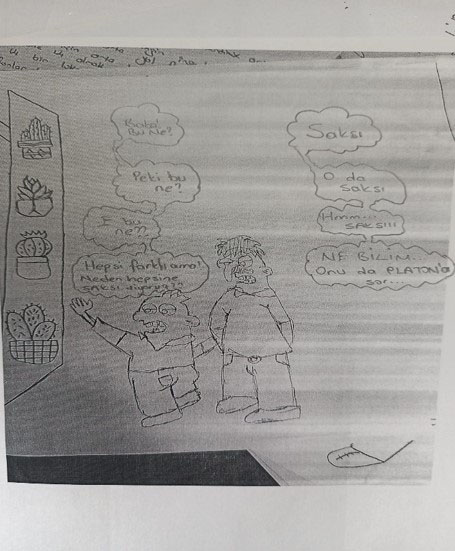 Baba!
Bu Ne?
Saksı
Peki bu
ne?
O da
Saksı
E bu
ne??
Hmm...
SAKSIII
Hepsi farklı ama!
Neden hepsine
saksı diyoruz!?
NE BİLİM...
Onu da PLATON'a
sor...